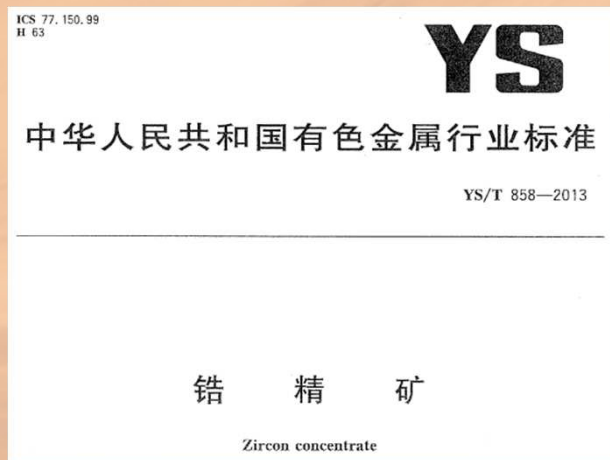 ICS 77.150.99
H 63
YS
中华人民共和国有色金属行业标准
YS/T 858—2013
锆精矿
Zircon concentrate